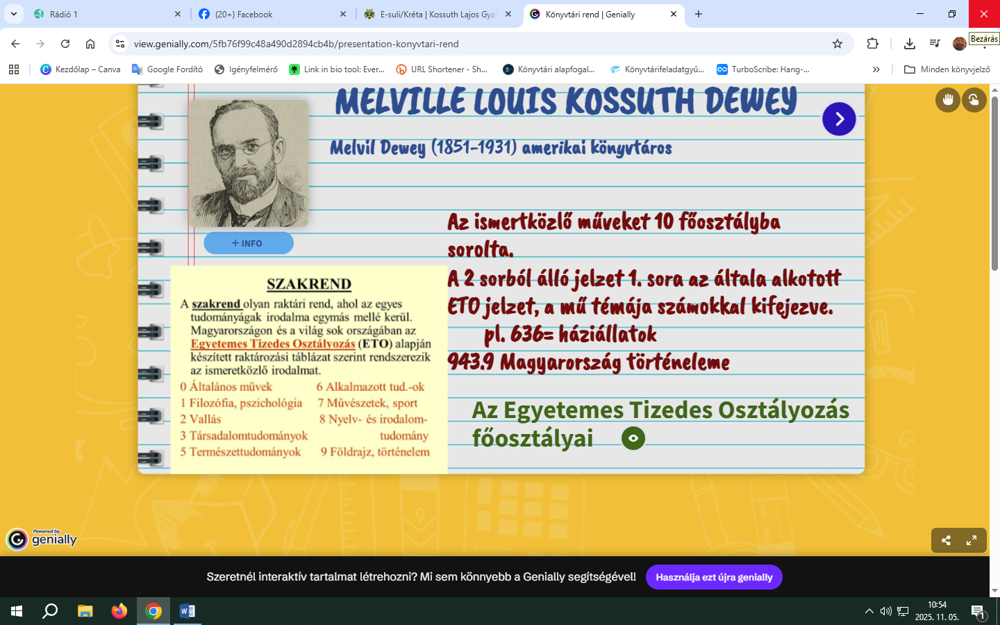 Rádió 1
(20+) Facebook
E-suli/Kréta | Kossuth Lajos Gyal
Könyvtári rend | Genially
Bezárás
view.genially.com/5fb76f99c48a490d2894cb4b/presentation-konyvtari-rend
Kezdőlap – Canva
Google Fordító
Igényfelmérő
Link in bio tool: Ever...
URL Shortener - Sh...
Könyvtári alapfogal...
Könyvtárifeladatgyű...
TurboScribe: Hang-...
Minden könyvjelző
MELVILLE LOUIS KOSSUTH DEWEY
Melvil Dewey (1851-1931) amerikai könyvtáros
+ INFO
Az ismertközlő műveket 10 főosztályba
sorolta.
A 2 sorból álló jelzet 1. sora az általa alkotott
ETO jelzet, a mű témája számokkal kifejezve.
pl. 636= háziállatok
943.9 Magyarország történeleme
SZAKREND
A szakrend olyan raktári rend, ahol az egyes
tudományágak irodalma egymás mellé kerül.
Magyarországon és a világ sok országában az
Egyetemes Tizedes Osztályozás (ETO) alapján
készített raktározási táblázat szerint rendszerezik
az ismeretközlő irodalmat.
0 Általános művek
1 Filozófia, pszichológia
2 Vallás
3 Társadalomtudományok
5 Természettudományok
6 Alkalmazott tud.-ok
7 Művészetek, sport
8 Nyelv- és irodalom-
tudomány
9 Földrajz, történelem
Az Egyetemes Tizedes Osztályozás
főosztályai
Powered by
genially
Szeretnél interaktív tartalmat létrehozni? Mi sem könnyebb a Genially segítségével!
Használja ezt újra genially
10:54
2025. 11. 05.
1